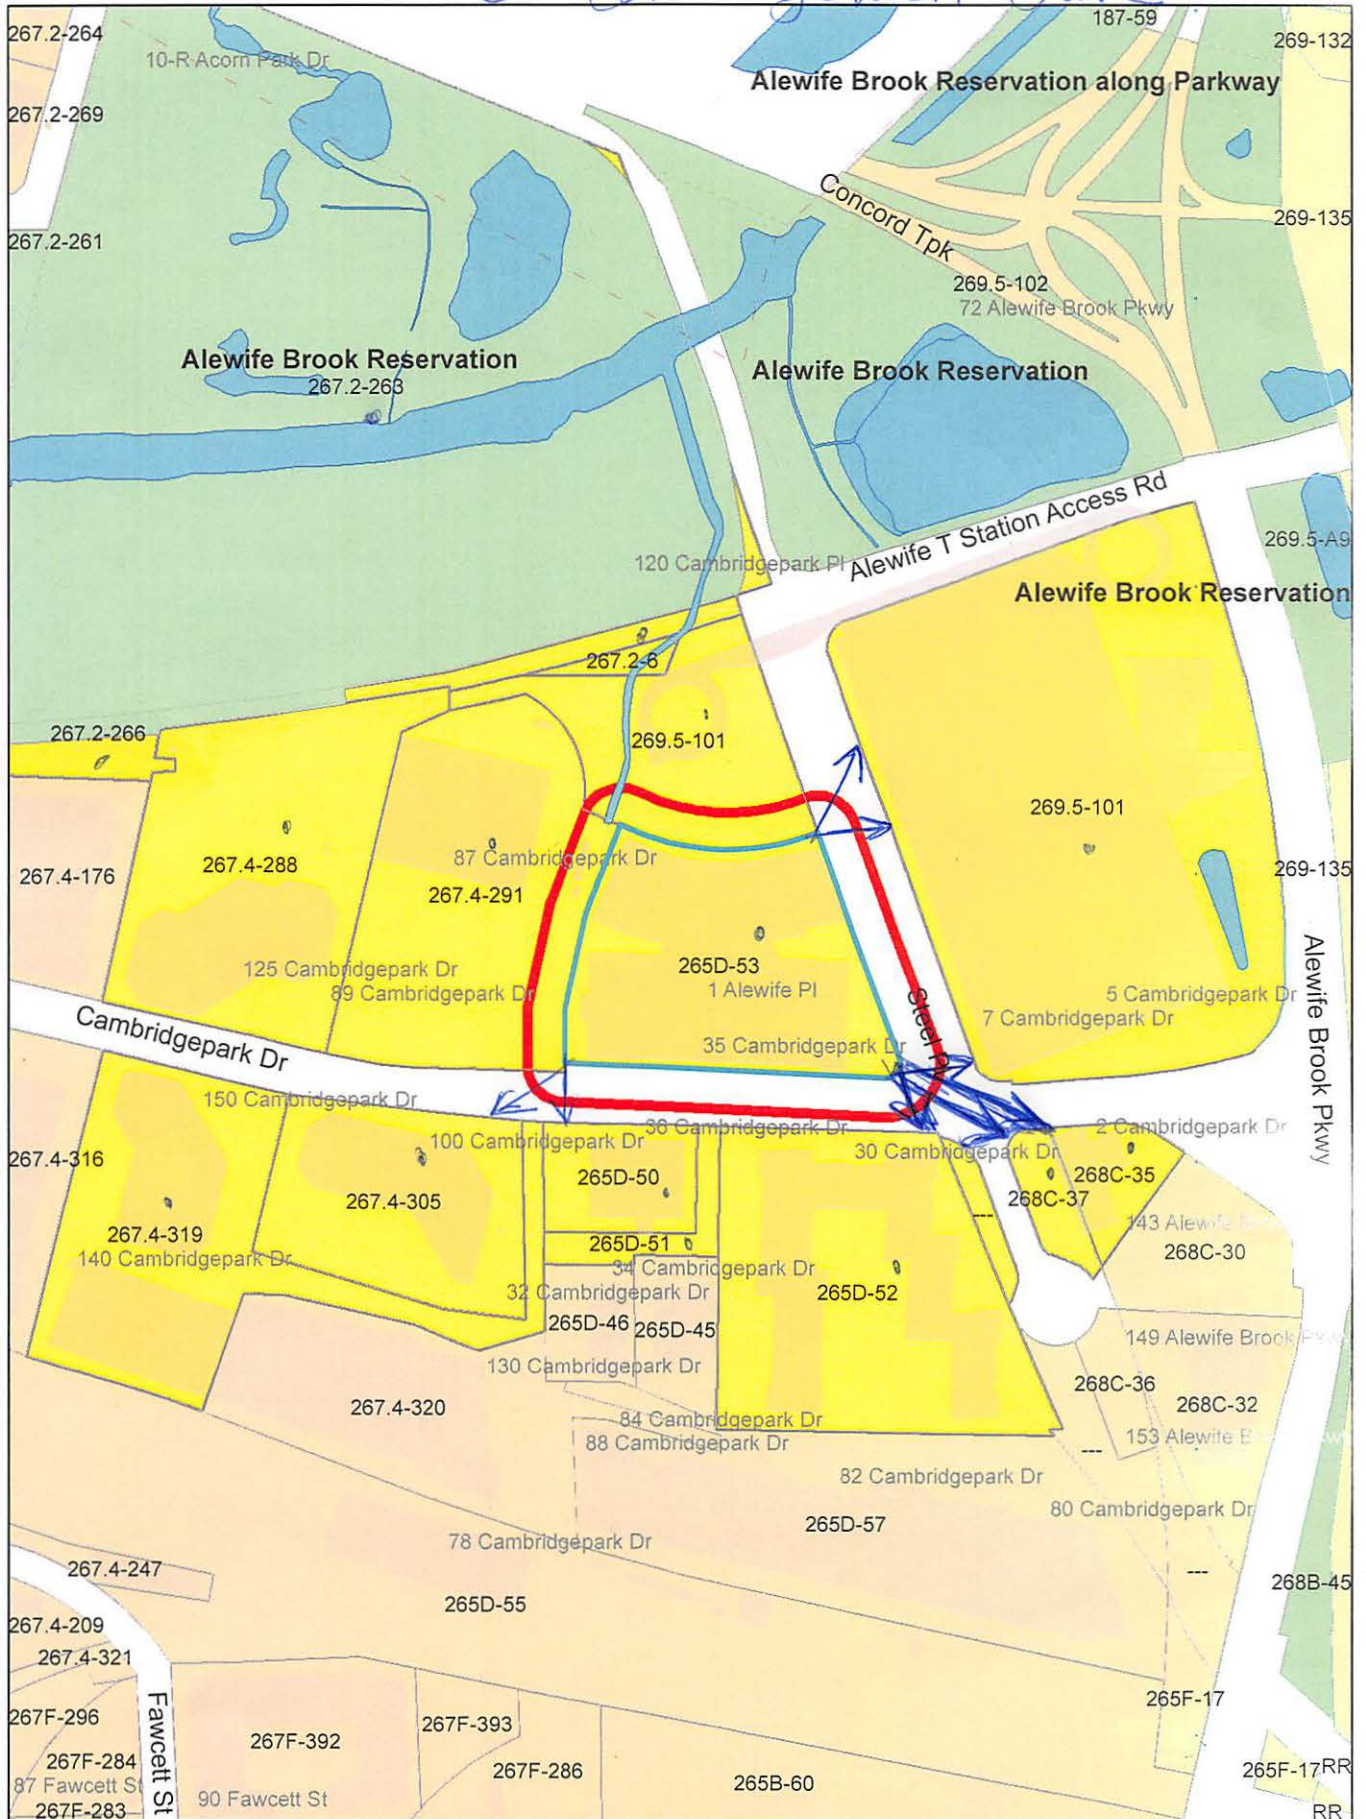 187-59
267.2-264
269-132
10-R Acorn Park Dr
Alewife Brook Reservation along Parkway
267.2-269
Concord Tpk
269-135
267.2-261
269.5-102
72 Alewife Brook Pkwy
Alewife Brook Reservation
267.2-263
Alewife Brook Reservation
Alewife T Station Access Rd
269.5-A9
120 Cambridgepark Pl
Alewife Brook Reservation
267.2-6
267.2-266
269.5-101
269.5-101
267.4-176
267.4-288
87 Cambridgepark Dr
267.4-291
269-135
125 Cambridgepark Dr
265D-53
89 Cambridgepark Dr
1 Alewife Pl
5 Cambridgepark Dr
7 Cambridgepark Dr
Alewife Brook Pkwy
Cambridgepark Dr
35 Cambridgepark Dr
150 Cambridgepark Dr
38 Cambridgepark Dr
2 Cambridgepark Dr
100 Cambridgepark Dr
30 Cambridgepark Dr
267.4-316
265D-50
268C-35
267.4-305
268C-37
267.4-319
---
143 Alewife
265D-51
268C-30
140 Cambridgepark Dr
34 Cambridgepark Dr
32 Cambridgepark Dr
265D-52
265D-46
265D-45
149 Alewife Brook
130 Cambridgepark Dr
268C-36
267.4-320
268C-32
84 Cambridgepark Dr
153 Alewife
88 Cambridgepark Dr
---
82 Cambridgepark Dr
80 Cambridgepark Dr
265D-57
78 Cambridgepark Dr
267.4-247
---
268B-45
265D-55
267.4-209
267.4-321
265F-17
267F-296
Fawcett St
267F-393
267F-392
267F-284
267F-286
265F-17
RR
87 Fawcett St
265B-60
90 Fawcett St
267F-283
RR